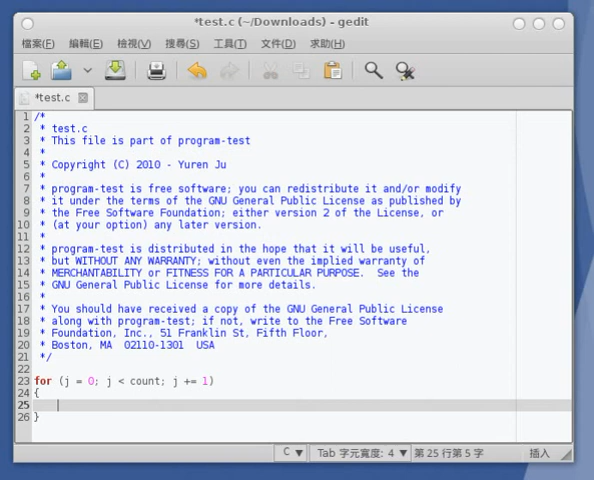 *test.c (~/Downloads) - gedit
檔案(F) 編輯(E) 檢視(V) 搜尋(S) 工具(T) 文件(D) 求助(H)
*test.c
1 /*
2 * test.c
3 * This file is part of program-test
4 *
5 * Copyright (C) 2010 - Yuren Ju
6 *
7 * program-test is free software; you can redistribute it and/or modify
8 * it under the terms of the GNU General Public License as published by
9 * the Free Software Foundation; either version 2 of the License, or
10 * (at your option) any later version.
11 *
12 * program-test is distributed in the hope that it will be useful,
13 * but WITHOUT ANY WARRANTY; without even the implied warranty of
14 * MERCHANTABILITY or FITNESS FOR A PARTICULAR PURPOSE.  See the
15 * GNU General Public License for more details.
16 *
17 * You should have received a copy of the GNU General Public License
18 * along with program-test; if not, write to the Free Software
19 * Foundation, Inc., 51 Franklin St, Fifth Floor,
20 * Boston, MA  02110-1301  USA
21 */
22
23 for (j = 0; j < count; j += 1)
24 {
25
26 }
C ▼ Tab 字元寬度: 4 ▼ 第 25 行第 5 字 插入